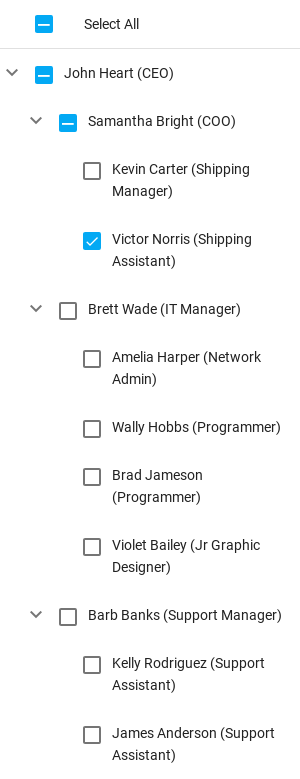 Select All
John Heart (CEO)
Samantha Bright (COO)
Kevin Carter (Shipping
Manager)
Victor Norris (Shipping
Assistant)
Brett Wade (IT Manager)
Amelia Harper (Network
Admin)
Wally Hobbs (Programmer)
Brad Jameson
(Programmer)
Violet Bailey (Jr Graphic
Designer)
Barb Banks (Support Manager)
Kelly Rodriguez (Support
Assistant)
James Anderson (Support
Assistant)